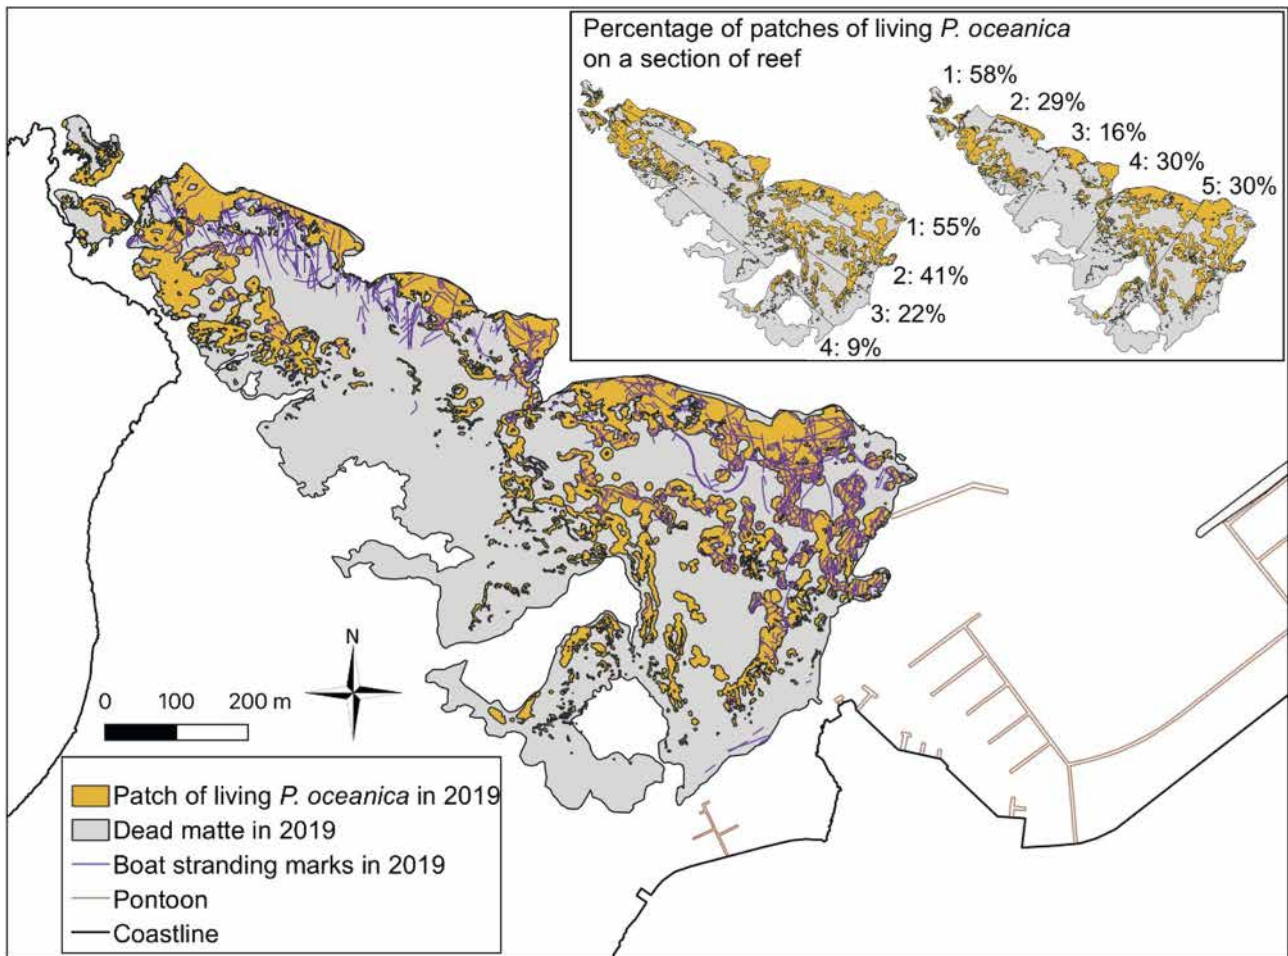 Percentage of patches of living P. oceanica
on a section of reef
1: 58%
2: 29%
3: 16%
4: 30%
5: 30%
1: 55%
2: 41%
3: 22%
4: 9%
N
0 100 200 m
Patch of living P. oceanica in 2019
Dead matte in 2019
Boat stranding marks in 2019
Pontoon
Coastline